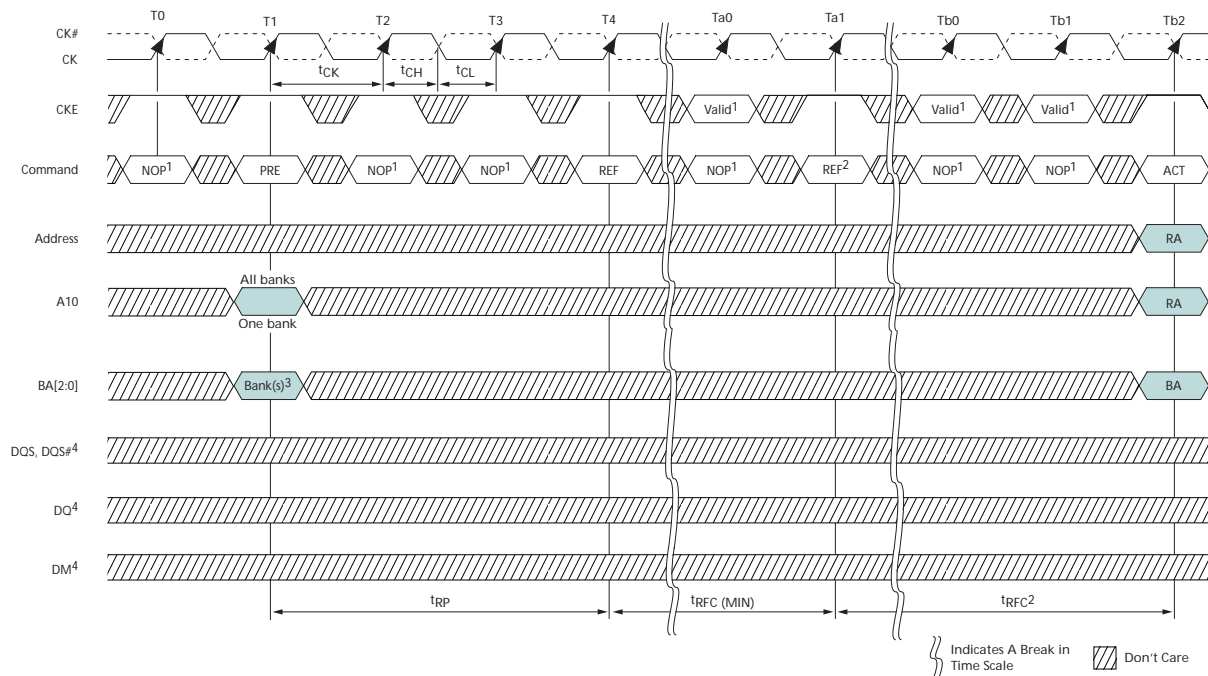 T0 T1 T2 T3 T4 Ta0 Ta1 Tb0 Tb1 Tb2
CK#
CK
tCK tCH tCL
CKE Valid1 Valid1 Valid1
Command NOP1 PRE NOP1 NOP1 REF NOP1 REF2 NOP1 NOP1 ACT
Address RA
All banks
A10 RA
One bank
BA[2:0] Bank(s)3 BA
DQS, DQS#4
DQ4
DM4
tRP tRFC (MIN) tRFC2
Indicates A Break in
Time Scale
Don't Care